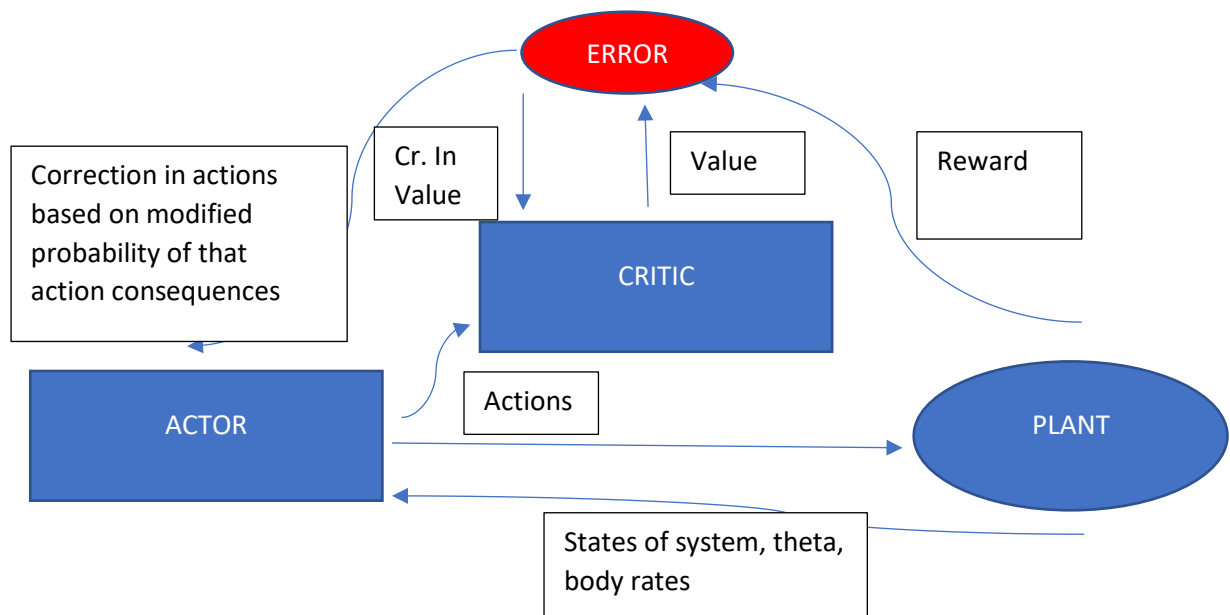 ERROR
Correction in actions
based on modified
probability of that
action consequences
Cr. In
Value
Value
Reward
CRITIC
ACTOR
Actions
PLANT
States of system, theta,
body rates